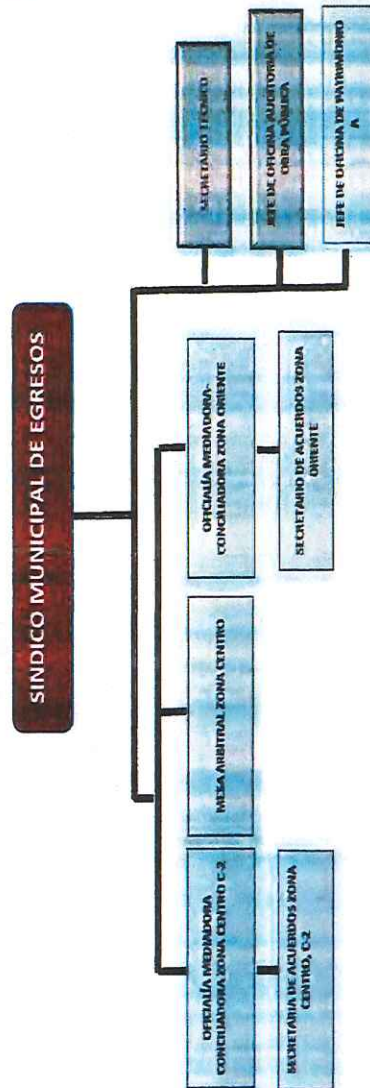 SINDICO MUNICIPAL DE EGRESOS
SECRETARIO TÉCNICO
JEFE DE OFICINA AUDITORIA DE
OBRA PÚBLICA
JEFE DE OFICINA DE PATRIMONIO
A
OFICIALÍA MEDIADORA
CONCILIADORA ZONA CENTRO C-2
MESA ARBITRAL ZONA CENTRO
OFICIALÍA MEDIADORA-
CONCILIADORA ZONA ORIENTE
SECRETARIA DE ACUERDOS ZONA
CENTRO, C-2
SECRETARIO DE ACUERDOS ZONA
ORIENTE